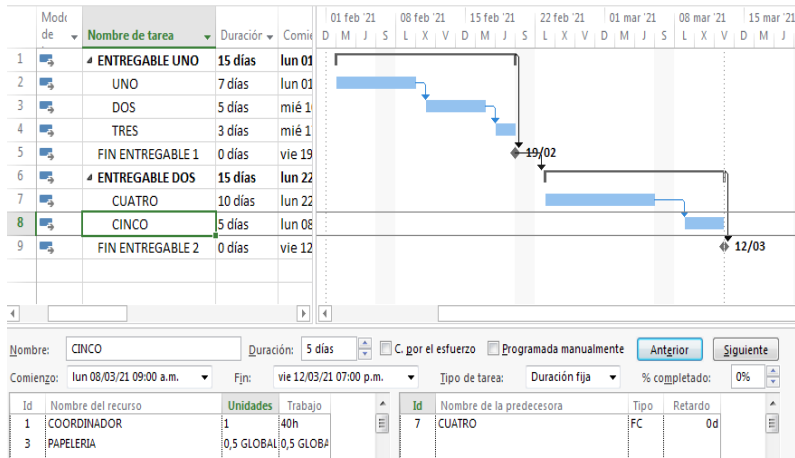 Modo de
Nombre de tarea
Duración
Comie
01 feb '21 08 feb '21 15 feb '21 22 feb '21 01 mar '21 08 mar '21 15 mar '21
D M J S L X V D M J S L X V D M J S L X V D M J
1 ENTREGABLE UNO 15 días lun 01
2 UNO 7 días lun 01
3 DOS 5 días mié 1
4 TRES 3 días mié 1
5 FIN ENTREGABLE 1 0 días vie 19 19/02
6 ENTREGABLE DOS 15 días lun 22
7 CUATRO 10 días lun 22
8 CINCO 5 días lun 08
9 FIN ENTREGABLE 2 0 días vie 12 12/03
Nombre: CINCO Duración: 5 días C. por el esfuerzo Programada manualmente Anterior Siguiente
Comienzo: lun 08/03/21 09:00 a.m. Fin: vie 12/03/21 07:00 p.m. Tipo de tarea: Duración fija % completado: 0%
Id Nombre del recurso Unidades Trabajo Id Nombre de la predecesora Tipo Retardo
1 COORDINADOR 1 40h 7 CUATRO FC 0d
3 PAPELERIA 0,5 GLOBAL 0,5 GLOBA